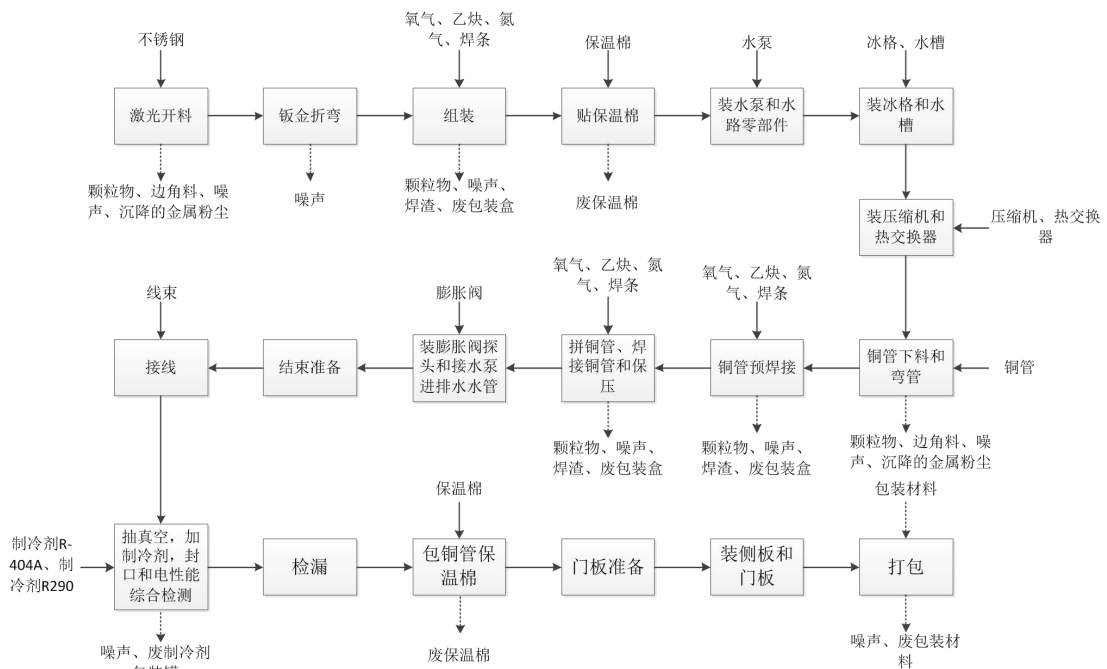 不锈钢
氧气、乙炔、氮
气、焊条
保温棉
水泵
冰格、水槽
激光开料
钣金折弯
组装
贴保温棉
装水泵和水
路零部件
装冰格和水
槽
颗粒物、边角料、噪
声、沉降的金属粉尘
噪声
颗粒物、噪声、
焊渣、废包装盒
废保温棉
装压缩机和
热交换器
压缩机、热交换
器
线束
膨胀阀
氧气、乙炔、氮
气、焊条
氧气、乙炔、氮
气、焊条
接线
结束准备
装膨胀阀探
头和接水泵
进排水水管
拼铜管、焊
接铜管和保
压
铜管预焊接
铜管下料和
弯管
铜管
颗粒物、噪声、
焊渣、废包装盒
颗粒物、噪声、
焊渣、废包装盒
颗粒物、边角料、噪
声、沉降的金属粉尘
保温棉
包装材料
制冷剂R-
404A、制
冷剂R290
抽真空，加
制冷剂，封
口和电性能
综合检测
检漏
包铜管保
温棉
门板准备
装侧板和
门板
打包
噪声、废制冷剂
废保温棉
噪声、废包装材
料